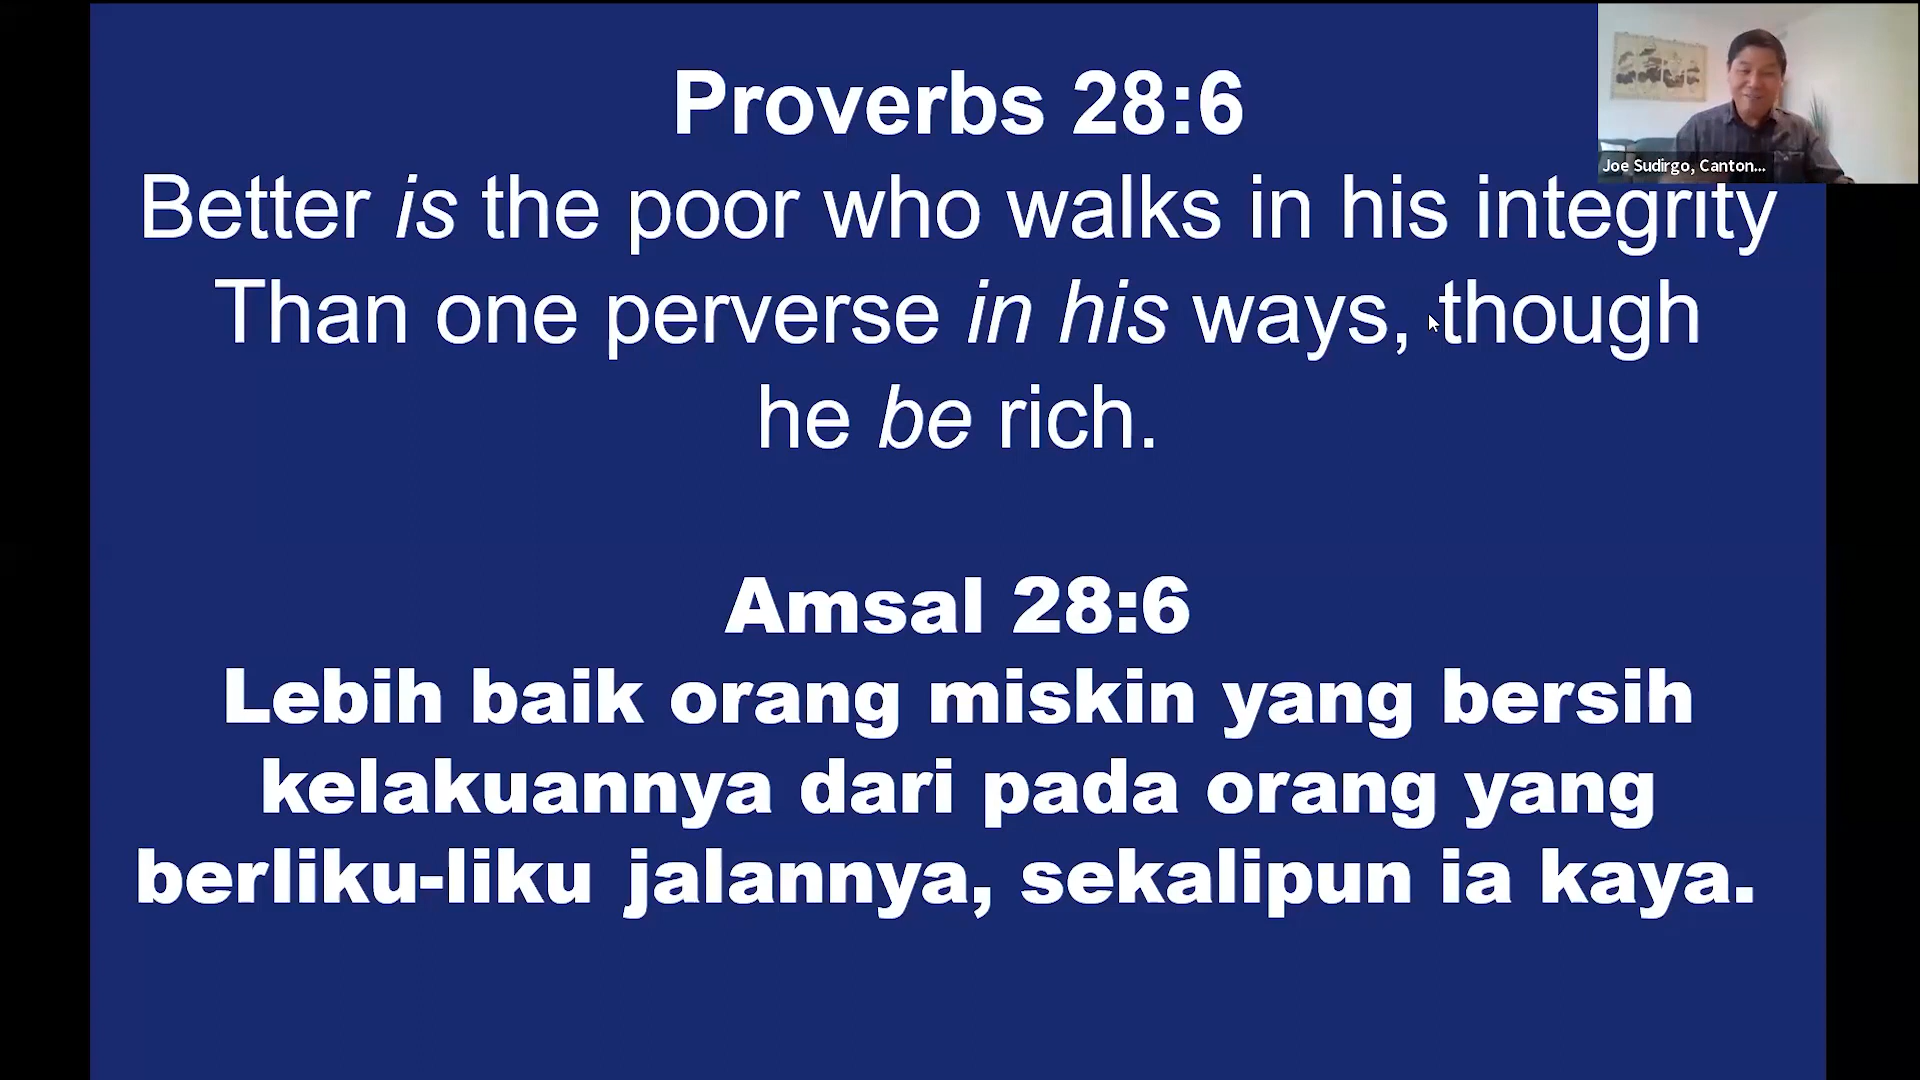 Proverbs 28:6
Better is the poor who walks in his integrity
Than one perverse in his ways, though
he be rich.
Amsal 28:6
Lebih baik orang miskin yang bersih
kelakuannya dari pada orang yang
berliku-liku jalannya, sekalipun ia kaya.
Joe Sudirgo, Canton...